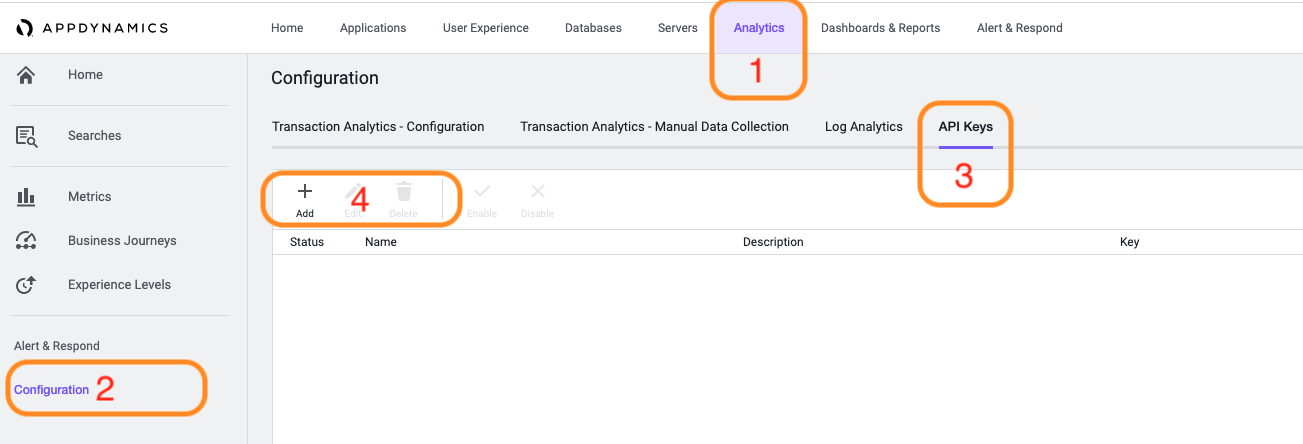 APPDYNAMICS
Home Applications User Experience Databases Servers Analytics Dashboards & Reports Alert & Respond
1
Home
Configuration
Searches
Transaction Analytics - Configuration Transaction Analytics - Manual Data Collection Log Analytics API Keys
3
Metrics
4
Add Edit Delete Enable Disable
Business Journeys
Status Name Description Key
Experience Levels
Alert & Respond
Configuration 2